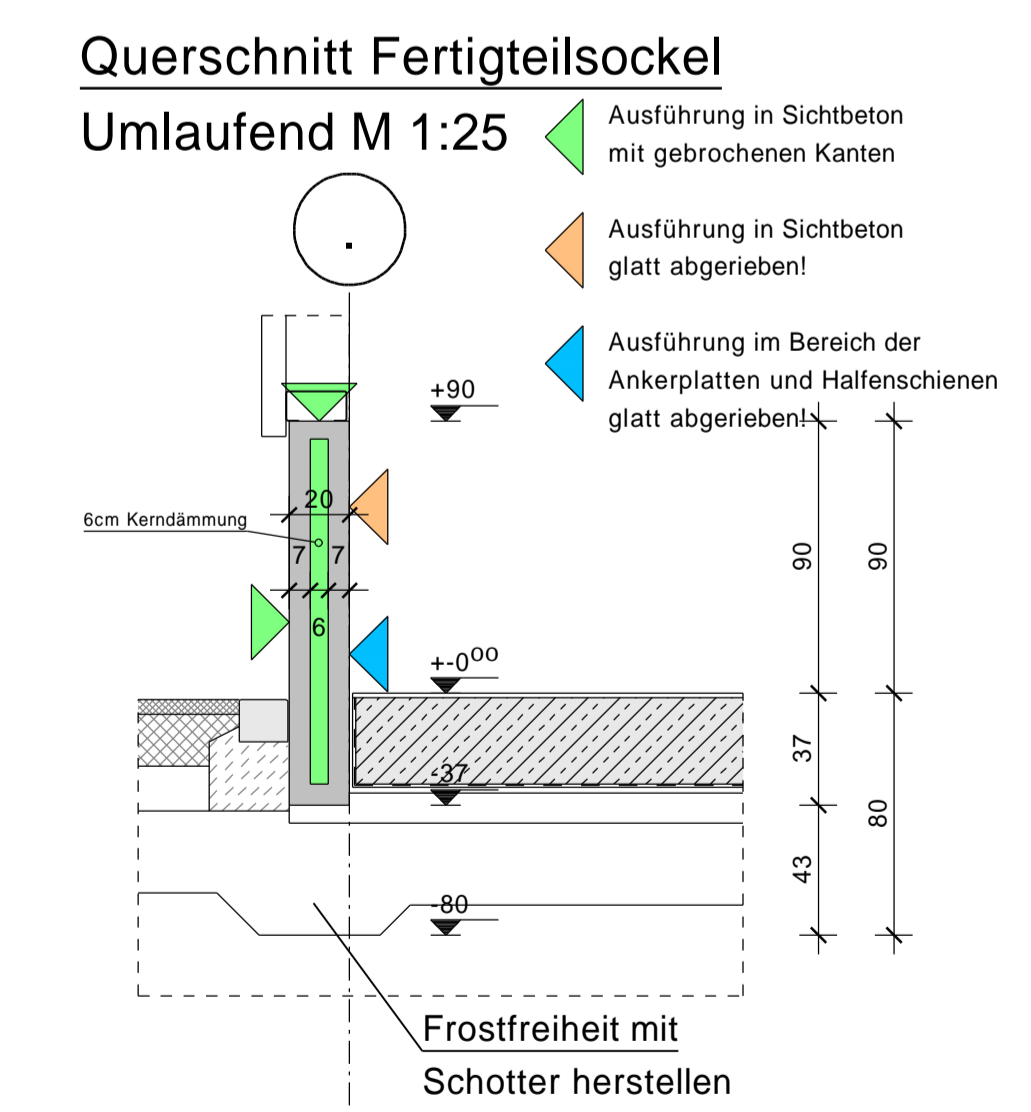 Querschnitt Fertigteilsockel
Umlaufend M 1:25
Ausführung in Sichtbeton
mit gebrochenen Kanten
Ausführung in Sichtbeton
glatt abgerieben!
Ausführung im Bereich der
Ankerplatten und Halfenschienen
glatt abgerieben!
+90
20
6cm Kerndämmung
7 7
6
90
90
+-0⁰⁰
-37
37
80
43
-80
Frostfreiheit mit
Schotter herstellen